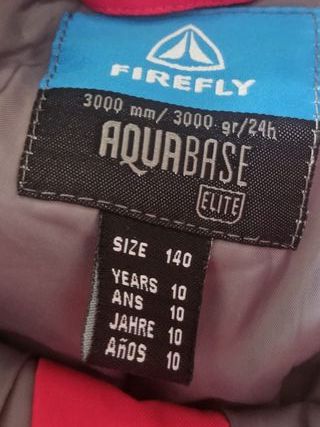 FIREFLY
3000 mm/ 3000 gr/24h
AQUABASE
ELITE
SIZE 140
YEARS 10
ANS 10
JAHRE 10
AÑOS 10